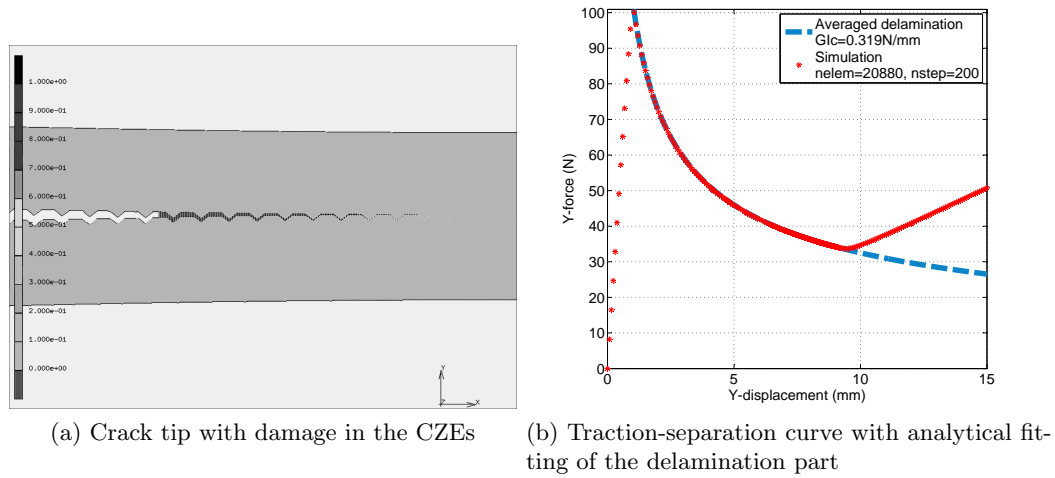 1.000e+00
9.000e-01
8.000e-01
7.000e-01
6.000e-01
5.000e-01
4.000e-01
3.000e-01
2.000e-01
1.000e-01
0.000e+00
Y
Z X
(a) Crack tip with damage in the CZEs
100
90
80
70
60
50
40
30
20
10
0
Y-force (N)
Averaged delamination
GIc=0.319N/mm
Simulation
nelem=20880, nstep=200
0 5 10 15
Y-displacement (mm)
(b) Traction-separation curve with analytical fit-
ting of the delamination part